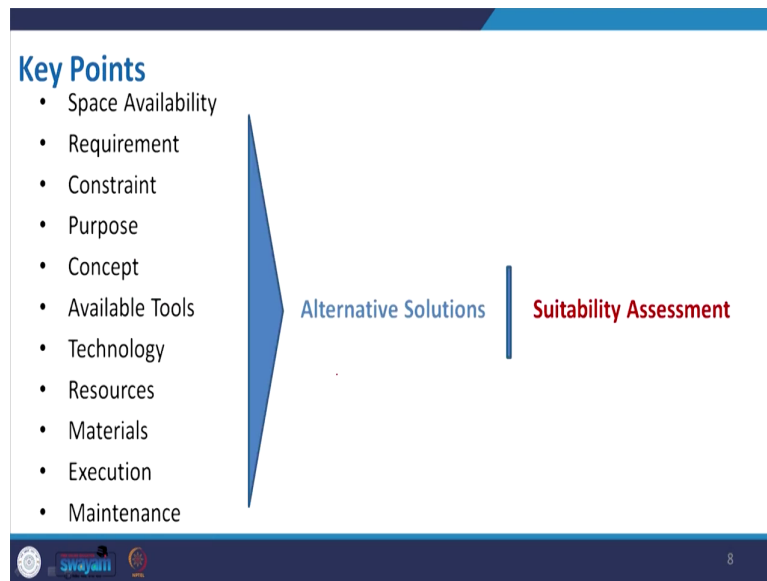 Key Points
• Space Availability
• Requirement
• Constraint
• Purpose
• Concept
• Available Tools
• Technology
• Resources
• Materials
• Execution
• Maintenance
Alternative Solutions
Suitability Assessment
swayam
8